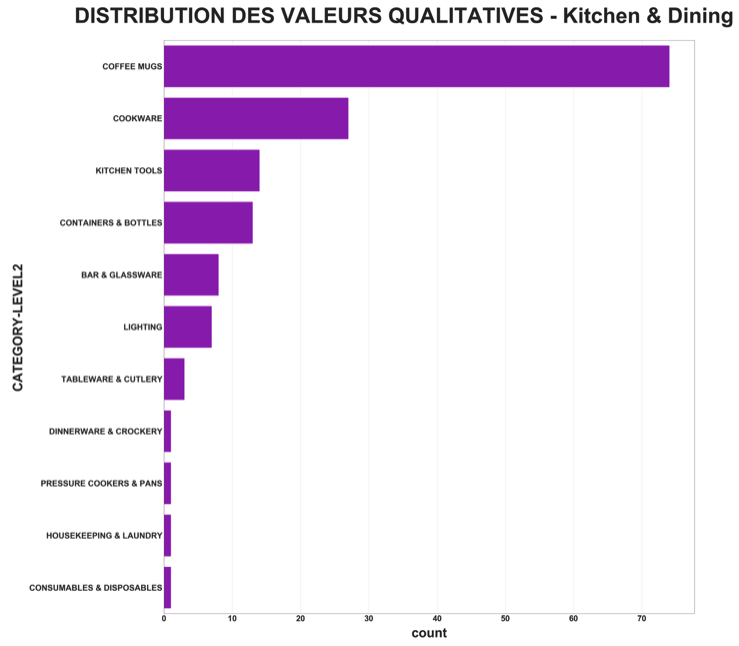 DISTRIBUTION DES VALEURS QUALITATIVES - Kitchen & Dining
CATEGORY-LEVEL2
COFFEE MUGS
COOKWARE
KITCHEN TOOLS
CONTAINERS & BOTTLES
BAR & GLASSWARE
LIGHTING
TABLEWARE & CUTLERY
DINNERWARE & CROCKERY
PRESSURE COOKERS & PANS
HOUSEKEEPING & LAUNDRY
CONSUMABLES & DISPOSABLES
0 10 20 30 40 50 60 70
count